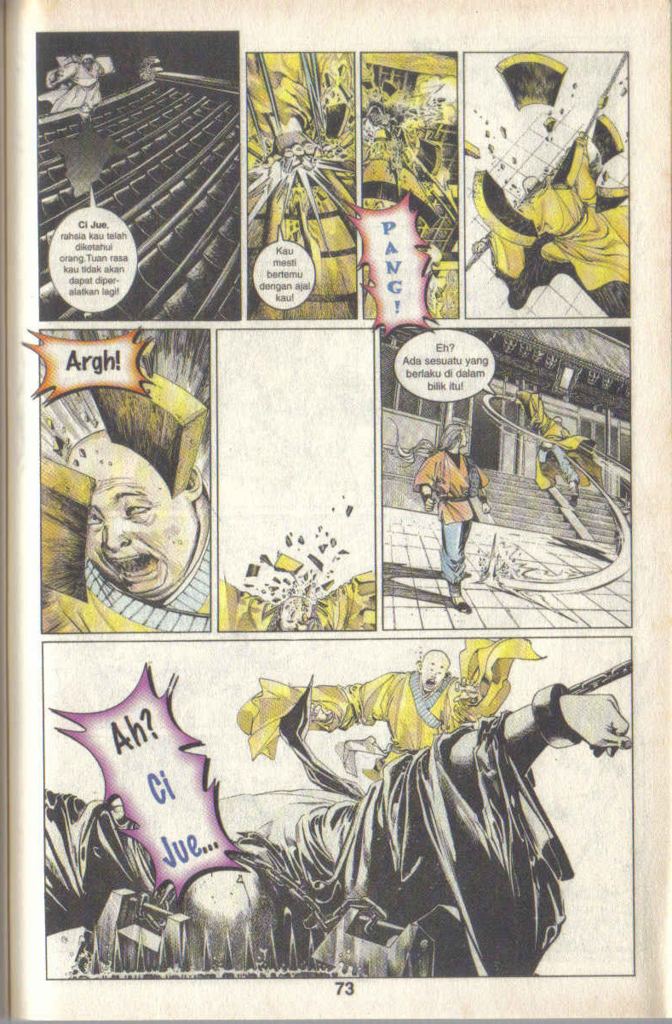 Ci Jue,
rahsia kau telah
diketahui
orang.Tuan rasa
kau tidak akan
dapat diper-
alatkan lagi!
Kau
mesti
bertemu
dengan ajal
kau!
PANG!
Argh!
Eh?
Ada sesuatu yang
berlaku di dalam
bilik itu!
Ah?
Ci
Jue...
73